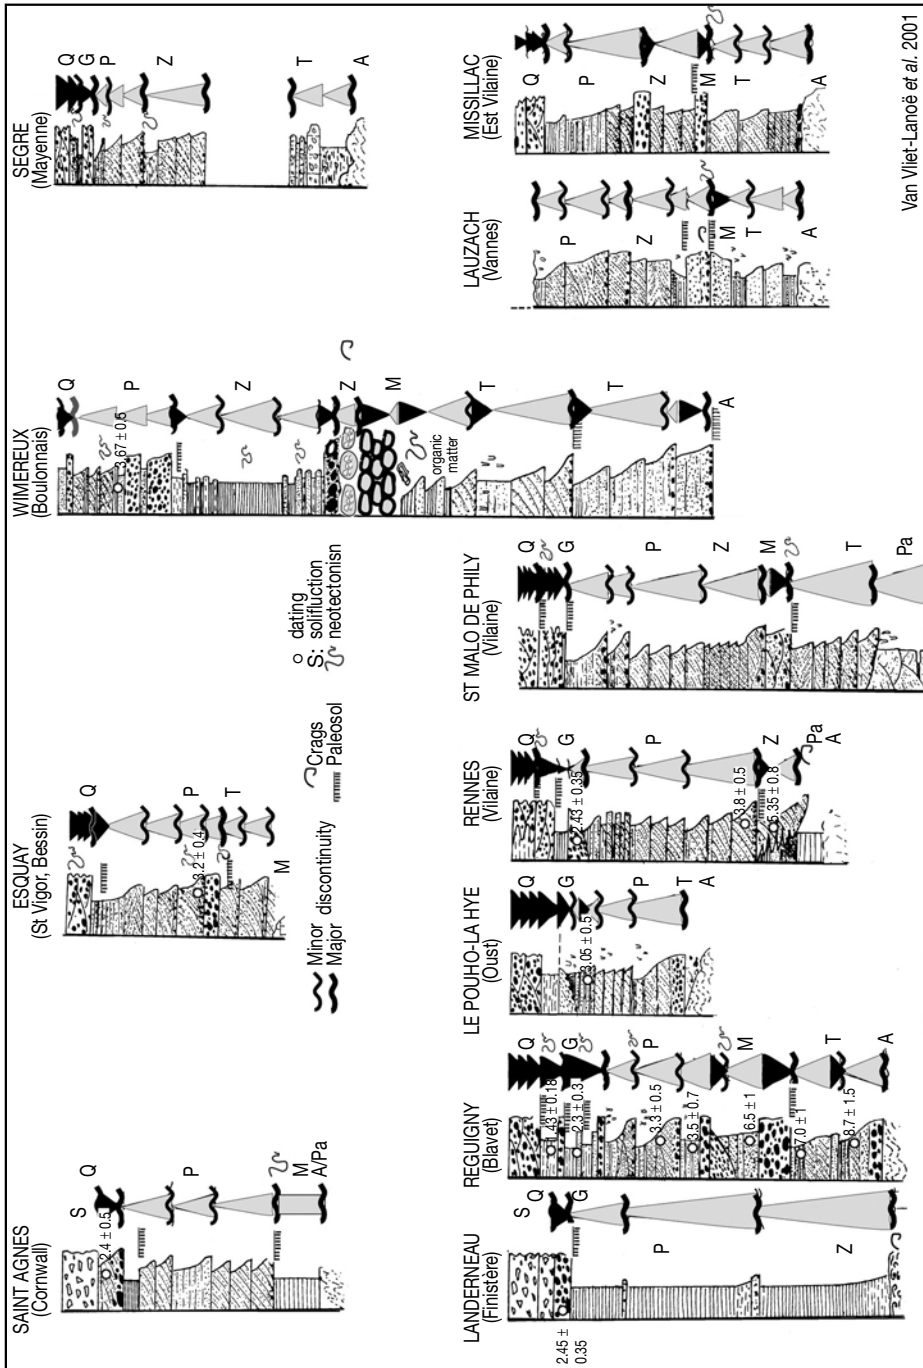 SAINT AGNES
(Cornwall)
S
Q
2.4 ± 0.5
P
M
A/Pa
ESQUAY
(St Vigor, Bessin)
Q
P
3.2 ± 0.4
T
M
Minor discontinuity
Major
Crags
Paleosol
dating
S: solifluction
neotectonisn
WIMEREUX
(Boulonnais)
Q
P
3.67 ± 0.5
Z
Z
M
organic
matter
T
T
A
SEGRE
(Mayenne)
Q
G
P
Z
T
A
LANDERNEAU
(Finistère)
S
Q
G
2.45 ±
0.35
P
Z
REGUIGNY
(Blavet)
Q
1.43 ± 0.18
G
2.3 ± 0.3
P
3.3 ± 0.5
3.5 ± 0.7
M
6.5 ± 1
7.0 ± 1
T
8.7 ± 1.5
A
LE POUHO-LA HYE
(Oust)
Q
G
3.05 ± 0.5
P
T
A
RENNES
(Vilaine)
Q
G
2.43 ± 0.35
P
3.8 ± 0.5
Z
5.35 ± 0.8
Pa
A
ST MALO DE PHILY
(Vilaine)
Q
G
P
Z
M
T
Pa
LAUZACH
(Vannes)
P
Z
M
T
A
MISSILLAC
(Est Vilaine)
Q
P
Z
M
T
A
Van Vliet-Lanoë et al. 2001